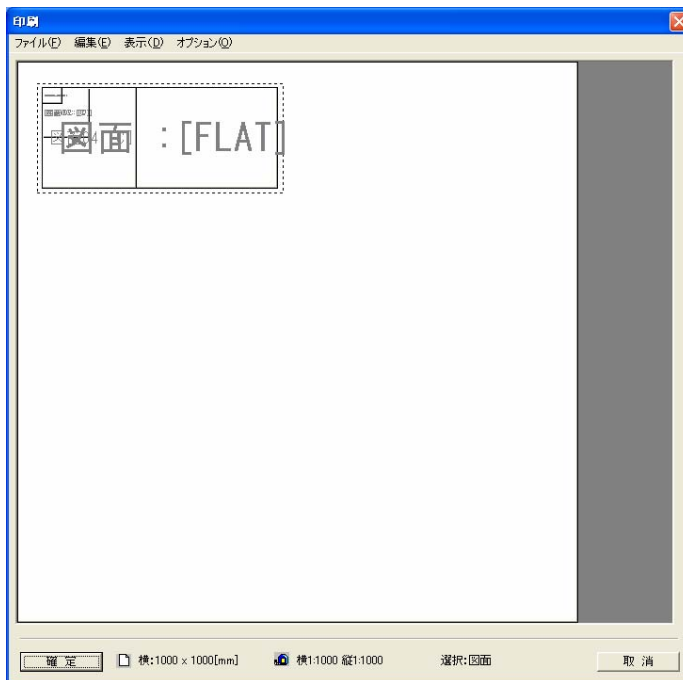 印刷
ファイル(F) 編集(E) 表示(D) オプション(O)
図面 :[FLAT]
確 定 横:1000 x 1000[mm] 横1:1000 縦1:1000 選択:図面 取 消